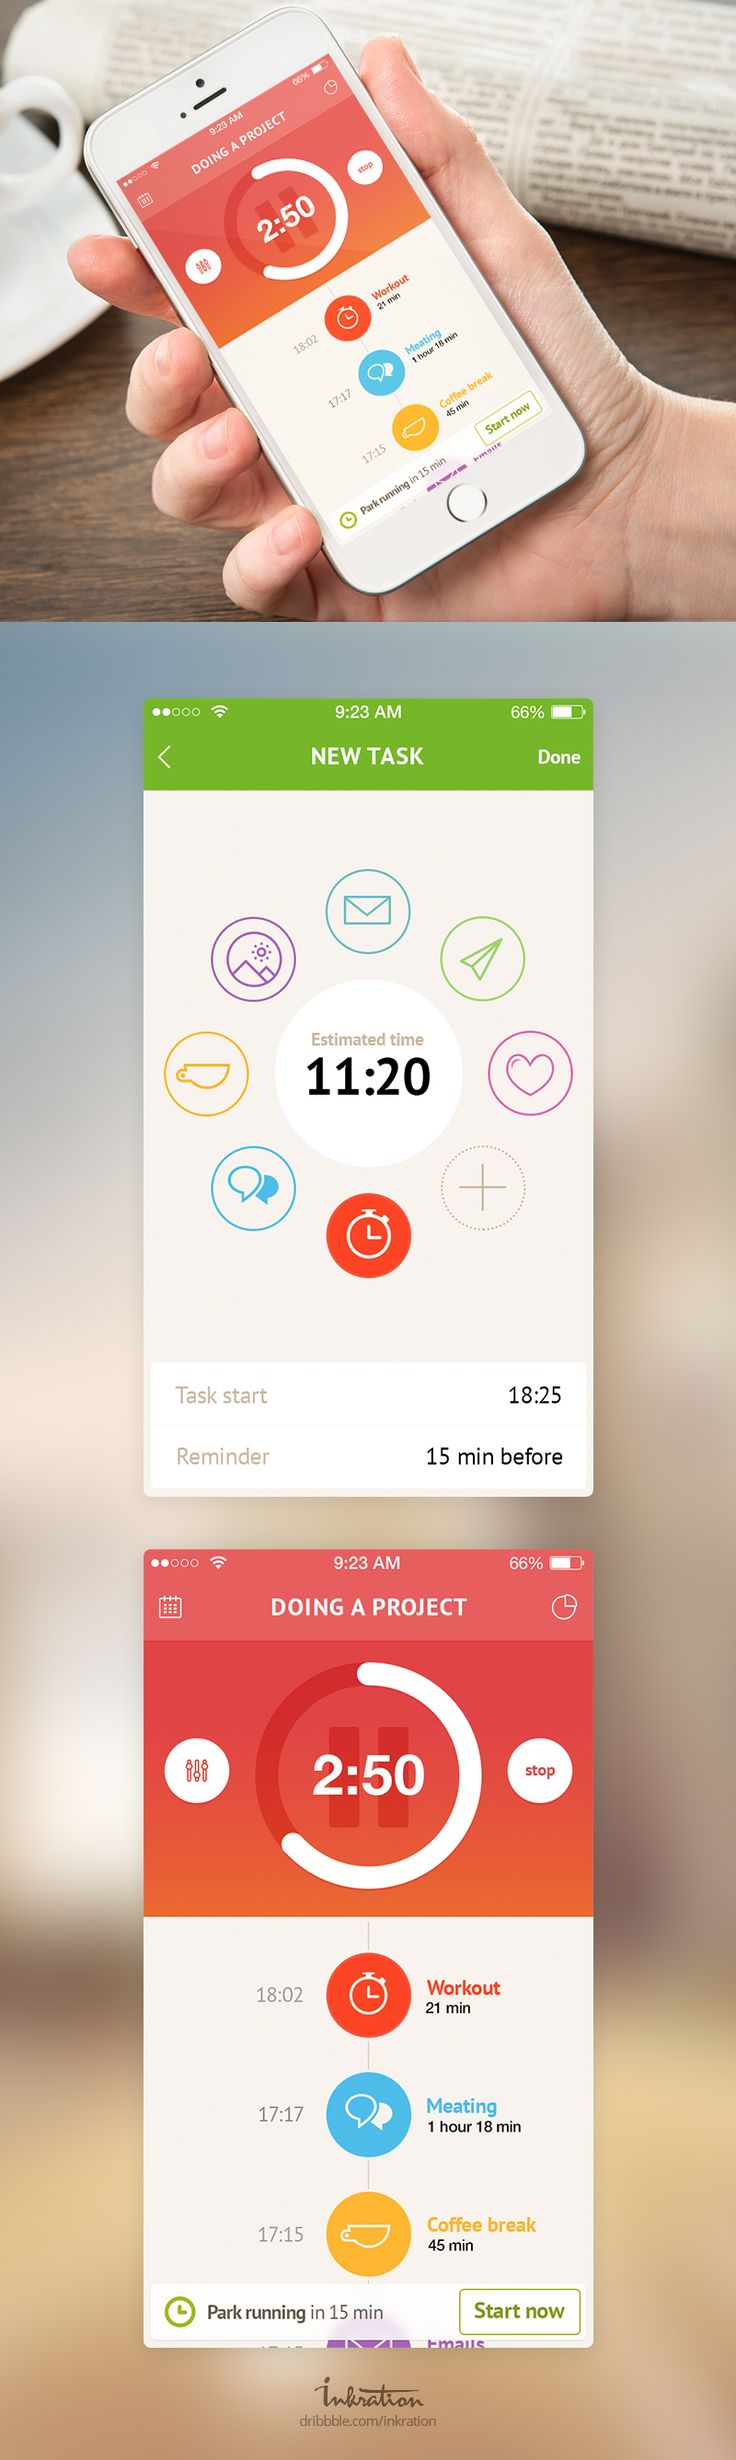 9:23 AM
66%
DOING A PROJECT
2:50
stop
18:02
Workout
21 min
17:17
Meating
1 hour 18 min
17:15
Coffee break
45 min
Emails
Park running in 15 min
Start now
9:23 AM
66%
NEW TASK
Done
Estimated time
11:20
Task start
18:25
Reminder
15 min before
9:23 AM
66%
DOING A PROJECT
2:50
stop
18:02
Workout
21 min
17:17
Meating
1 hour 18 min
17:15
Coffee break
45 min
Park running in 15 min
Start now
Emails
inkration
dribbble.com/inkration